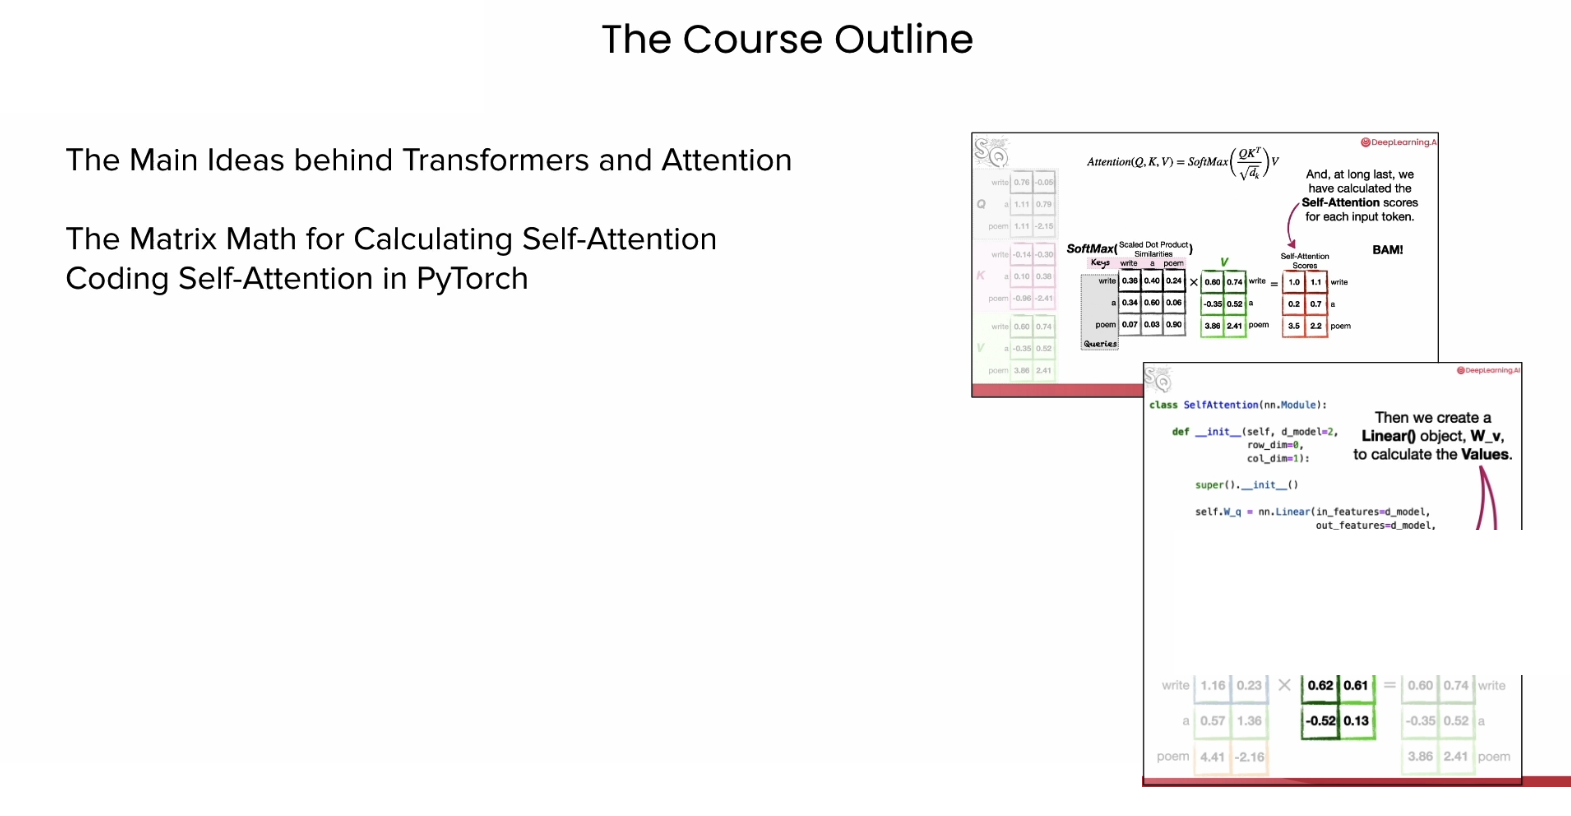 The Course Outline
The Main Ideas behind Transformers and Attention
The Matrix Math for Calculating Self-Attention
Coding Self-Attention in PyTorch
SQ
DeepLearning.A
Attention(Q, K, V) = SoftMax(QK^T / √d_k) V
And, at long last, we
have calculated the
Self-Attention scores
for each input token.
BAM!
write 0.76 -0.05
Q a 1.11 0.79
poem 1.11 -2.15
write -0.14 -0.30
K a 0.10 0.38
poem -0.96 -2.41
write 0.60 0.74
V a -0.35 0.52
poem 3.86 2.41
SoftMax( Scaled Dot Product
Similarities )
Keys write a poem
V
Self-Attention
Scores
write 0.36 0.40 0.24 × 0.60 0.74 write = 1.0 1.1 write
a 0.34 0.60 0.06 -0.35 0.52 a 0.2 0.7 a
poem 0.07 0.03 0.90 3.86 2.41 poem 3.5 2.2 poem
Queries
SQ
DeepLearning.AI
class SelfAttention(nn.Module):
def __init__(self, d_model=2,
row_dim=0,
col_dim=1):
super().__init__()
self.W_q = nn.Linear(in_features=d_model,
out_features=d_model,
Then we create a
Linear() object, W_v,
to calculate the Values.
write 1.16 0.23 × 0.62 0.61 = 0.60 0.74 write
a 0.57 1.36 -0.52 0.13 -0.35 0.52 a
poem 4.41 -2.16 3.86 2.41 poem